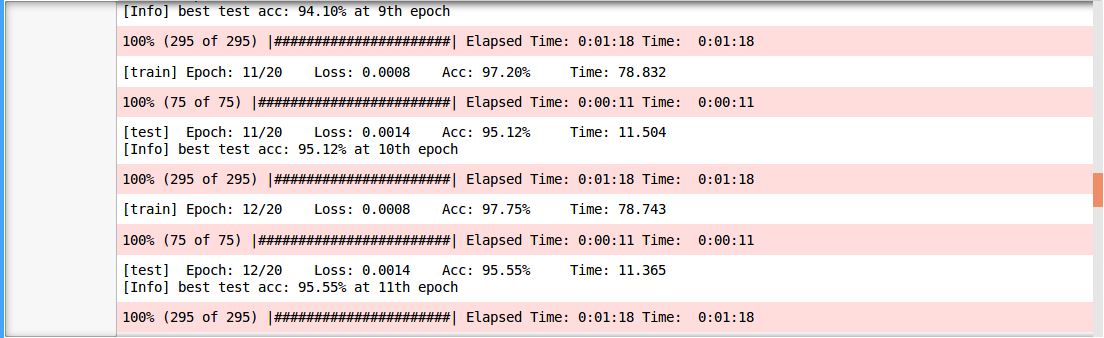 [Info] best test acc: 94.10% at 9th epoch
100% (295 of 295) |######################| Elapsed Time: 0:01:18 Time:  0:01:18
[train] Epoch: 11/20    Loss: 0.0008    Acc: 97.20%     Time: 78.832
100% (75 of 75) |########################| Elapsed Time: 0:00:11 Time:  0:00:11
[test]  Epoch: 11/20    Loss: 0.0014    Acc: 95.12%     Time: 11.504
[Info] best test acc: 95.12% at 10th epoch
100% (295 of 295) |######################| Elapsed Time: 0:01:18 Time:  0:01:18
[train] Epoch: 12/20    Loss: 0.0008    Acc: 97.75%     Time: 78.743
100% (75 of 75) |########################| Elapsed Time: 0:00:11 Time:  0:00:11
[test]  Epoch: 12/20    Loss: 0.0014    Acc: 95.55%     Time: 11.365
[Info] best test acc: 95.55% at 11th epoch
100% (295 of 295) |######################| Elapsed Time: 0:01:18 Time:  0:01:18